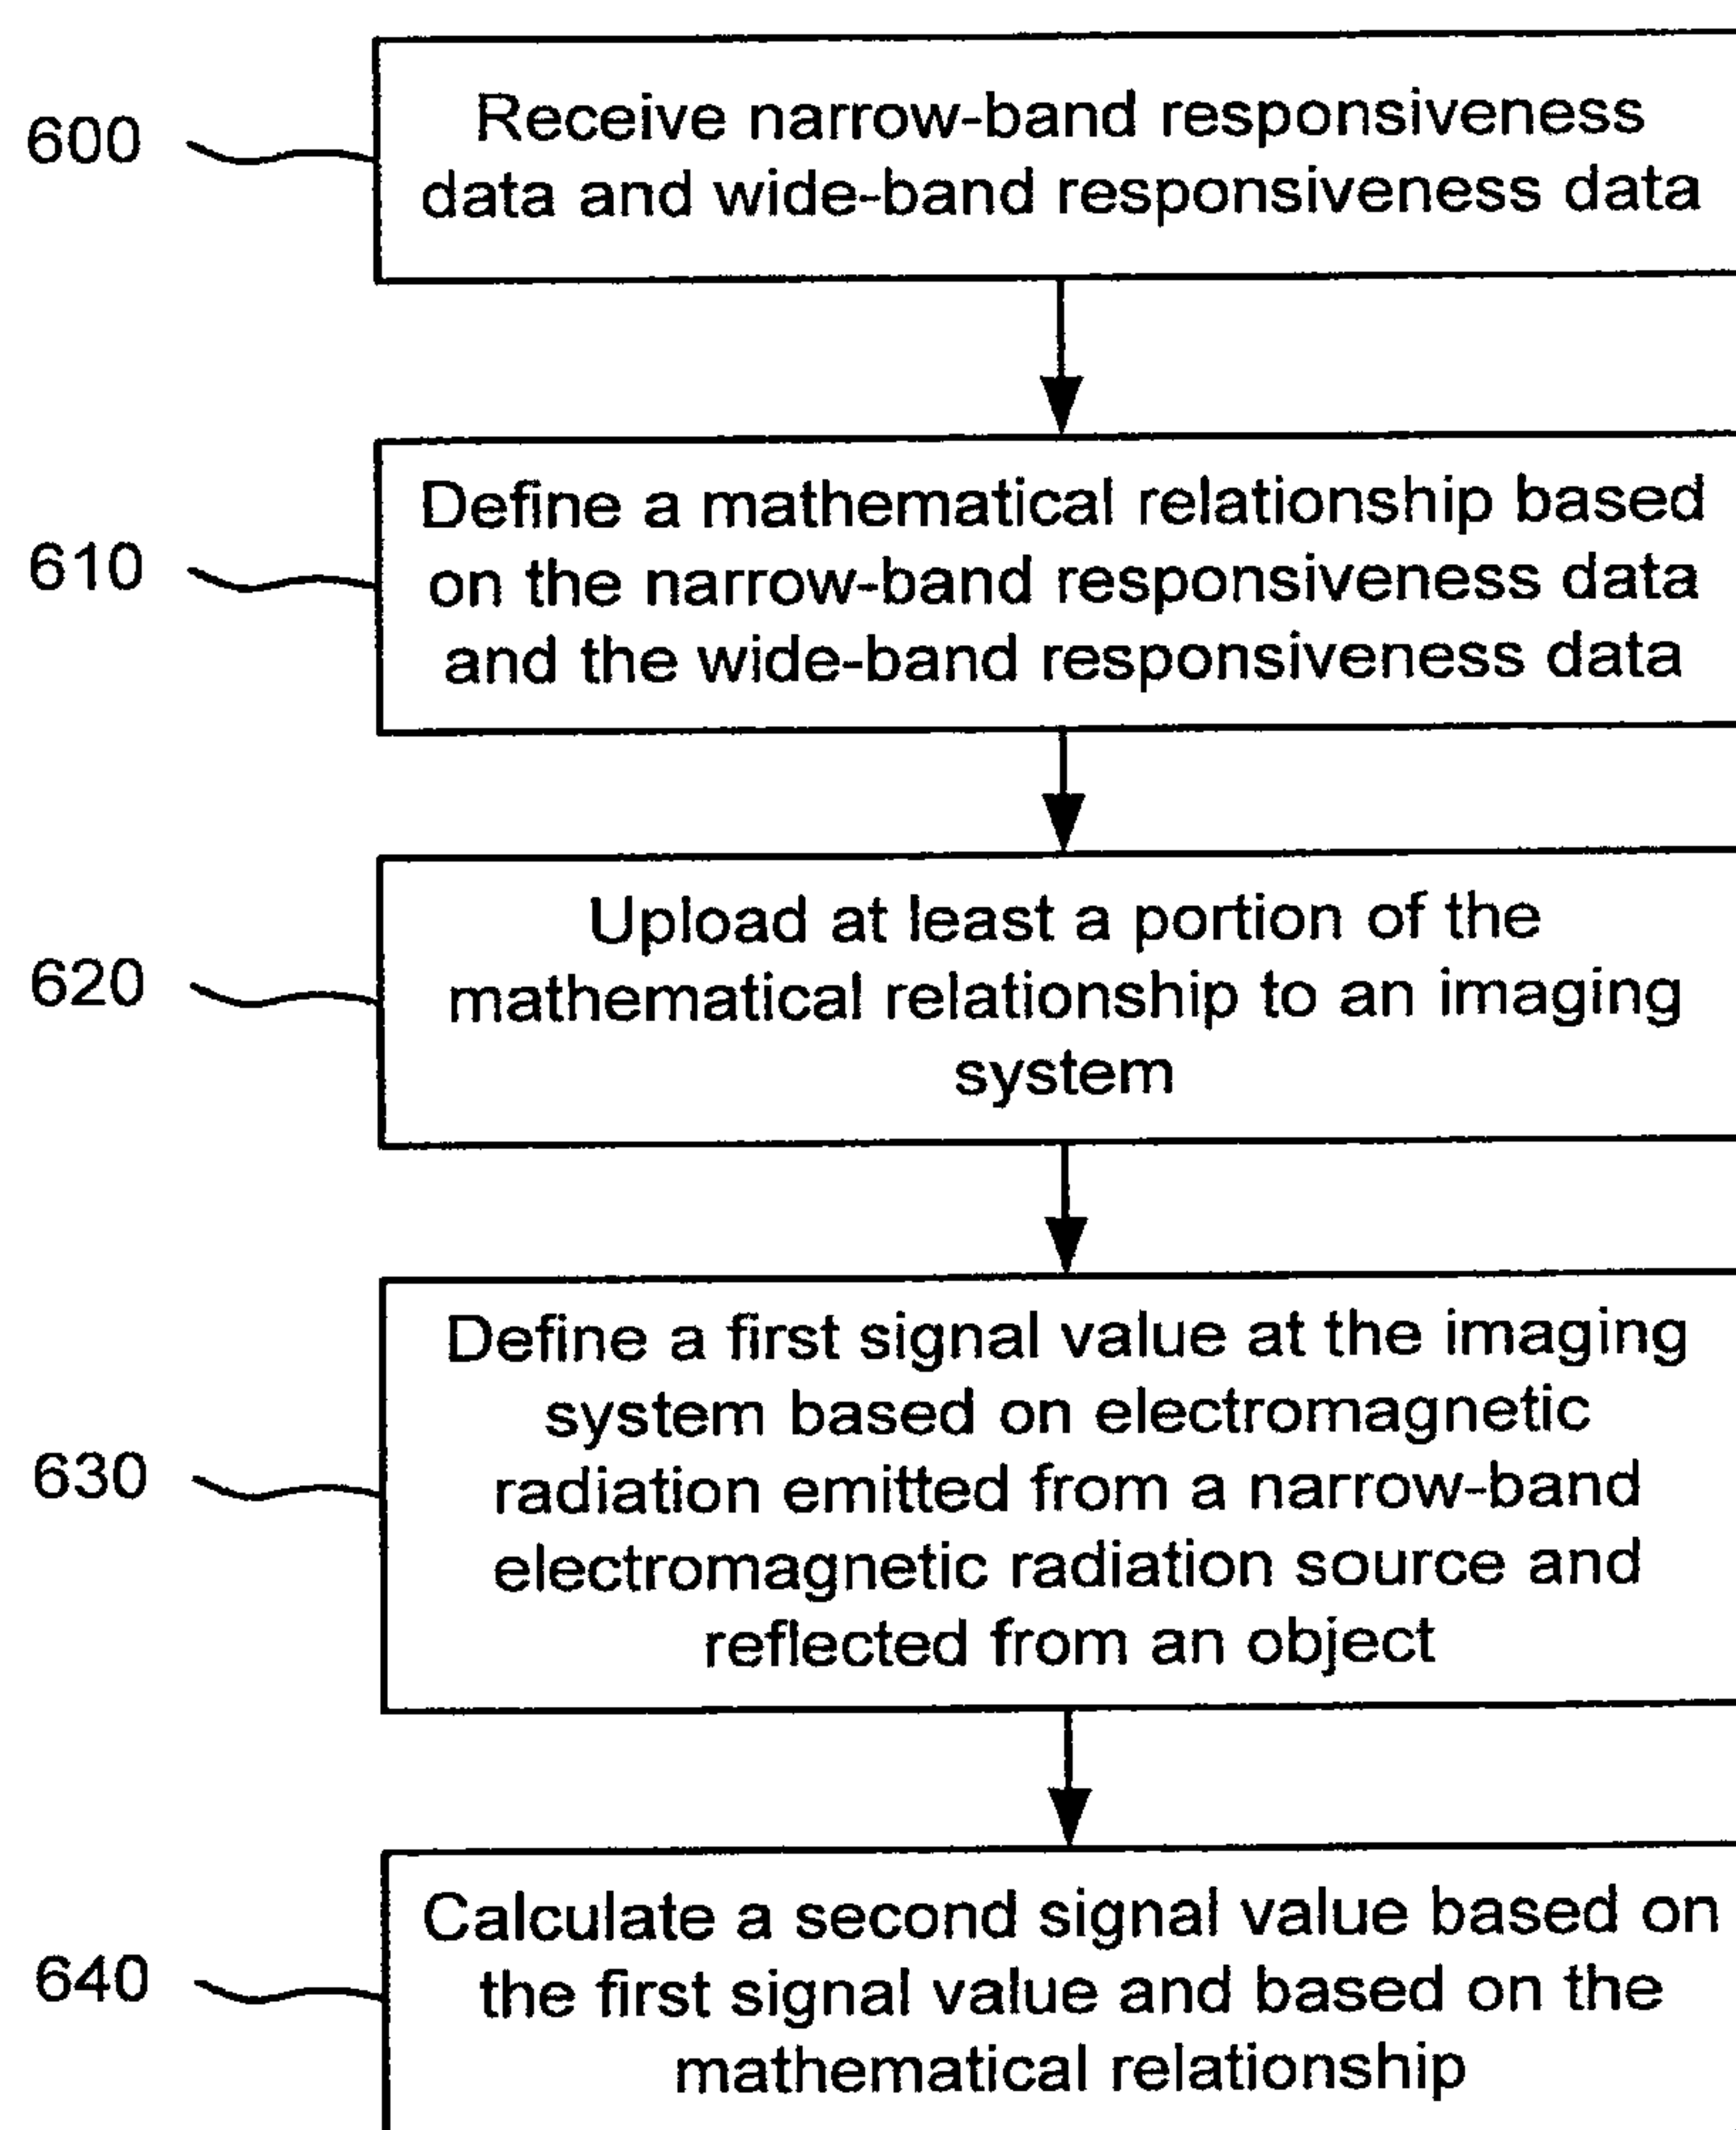 600
Receive narrow-band responsiveness
data and wide-band responsiveness data
610
Define a mathematical relationship based
on the narrow-band responsiveness data
and the wide-band responsiveness data
620
Upload at least a portion of the
mathematical relationship to an imaging
system
630
Define a first signal value at the imaging
system based on electromagnetic
radiation emitted from a narrow-band
electromagnetic radiation source and
reflected from an object
640
Calculate a second signal value based on
the first signal value and based on the
mathematical relationship